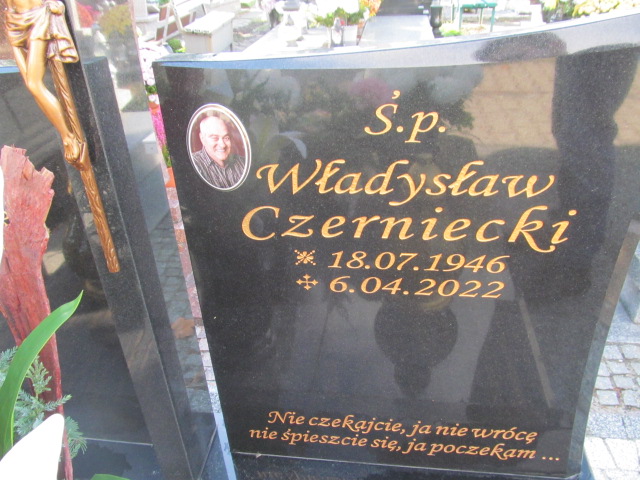 Ś.p.
Władysław
Czerniecki
18.07.1946
6.04.2022
Nie czekajcie, ja nie wrócę
nie śpieszcie się, ja poczekam ...